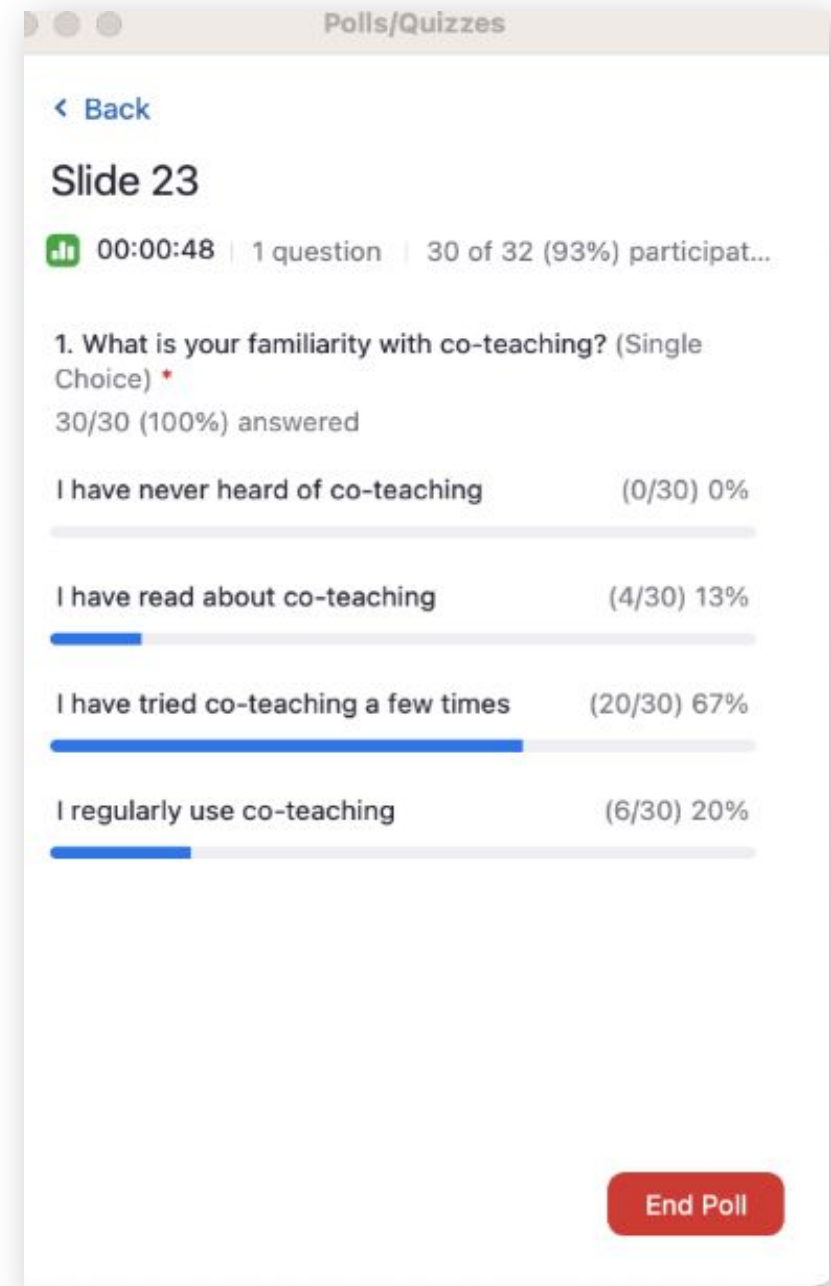 Polls/Quizzes
< Back
Slide 23
00:00:48 | 1 question | 30 of 32 (93%) participat...
1. What is your familiarity with co-teaching? (Single
Choice) *
30/30 (100%) answered
I have never heard of co-teaching (0/30) 0%
I have read about co-teaching (4/30) 13%
I have tried co-teaching a few times (20/30) 67%
I regularly use co-teaching (6/30) 20%
End Poll